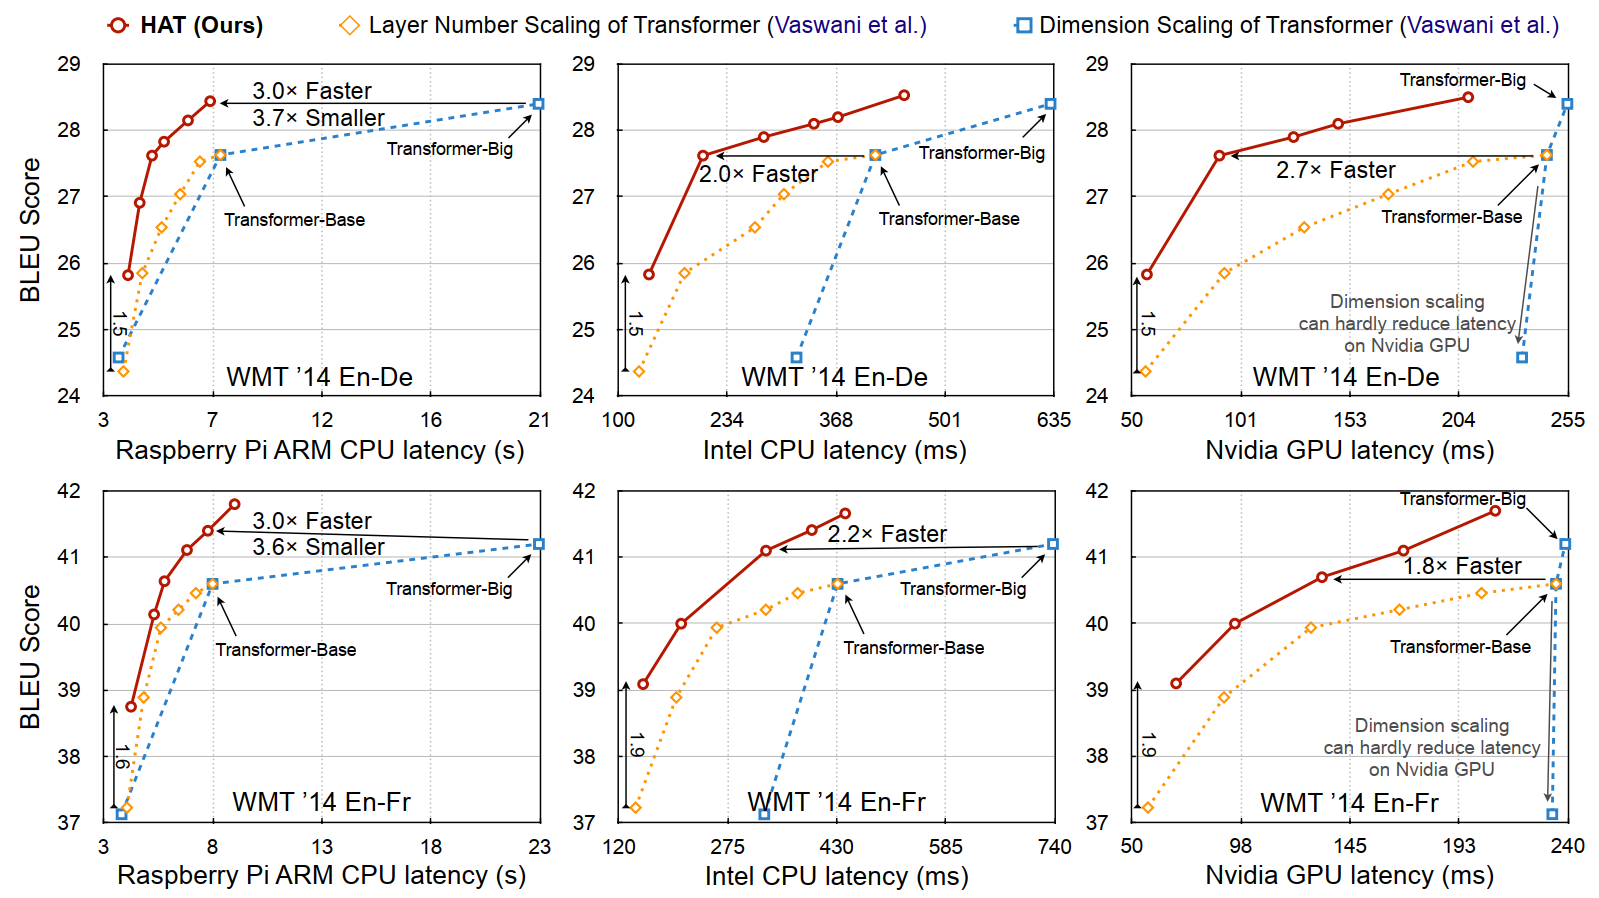 HAT (Ours) Layer Number Scaling of Transformer (Vaswani et al.) Dimension Scaling of Transformer (Vaswani et al.)
BLEU Score
29
28
27
26
25
24
3.0× Faster
3.7× Smaller
Transformer-Big
Transformer-Base
1.5
WMT ’14 En-De
3 7 12 16 21
Raspberry Pi ARM CPU latency (s)
29
28
27
26
25
24
Transformer-Big
2.0× Faster
Transformer-Base
1.5
WMT ’14 En-De
100 234 368 501 635
Intel CPU latency (ms)
29
28
27
26
25
24
Transformer-Big
2.7× Faster
Transformer-Base
Dimension scaling
can hardly reduce latency
on Nvidia GPU
1.5
WMT ’14 En-De
50 101 153 204 255
Nvidia GPU latency (ms)
BLEU Score
42
41
40
39
38
37
3.0× Faster
3.6× Smaller
Transformer-Big
Transformer-Base
1.6
WMT ’14 En-Fr
3 8 13 18 23
Raspberry Pi ARM CPU latency (s)
42
41
40
39
38
37
2.2× Faster
Transformer-Big
Transformer-Base
1.9
WMT ’14 En-Fr
120 275 430 585 740
Intel CPU latency (ms)
42
41
40
39
38
37
Transformer-Big
1.8× Faster
Transformer-Base
Dimension scaling
can hardly reduce latency
on Nvidia GPU
1.9
WMT ’14 En-Fr
50 98 145 193 240
Nvidia GPU latency (ms)